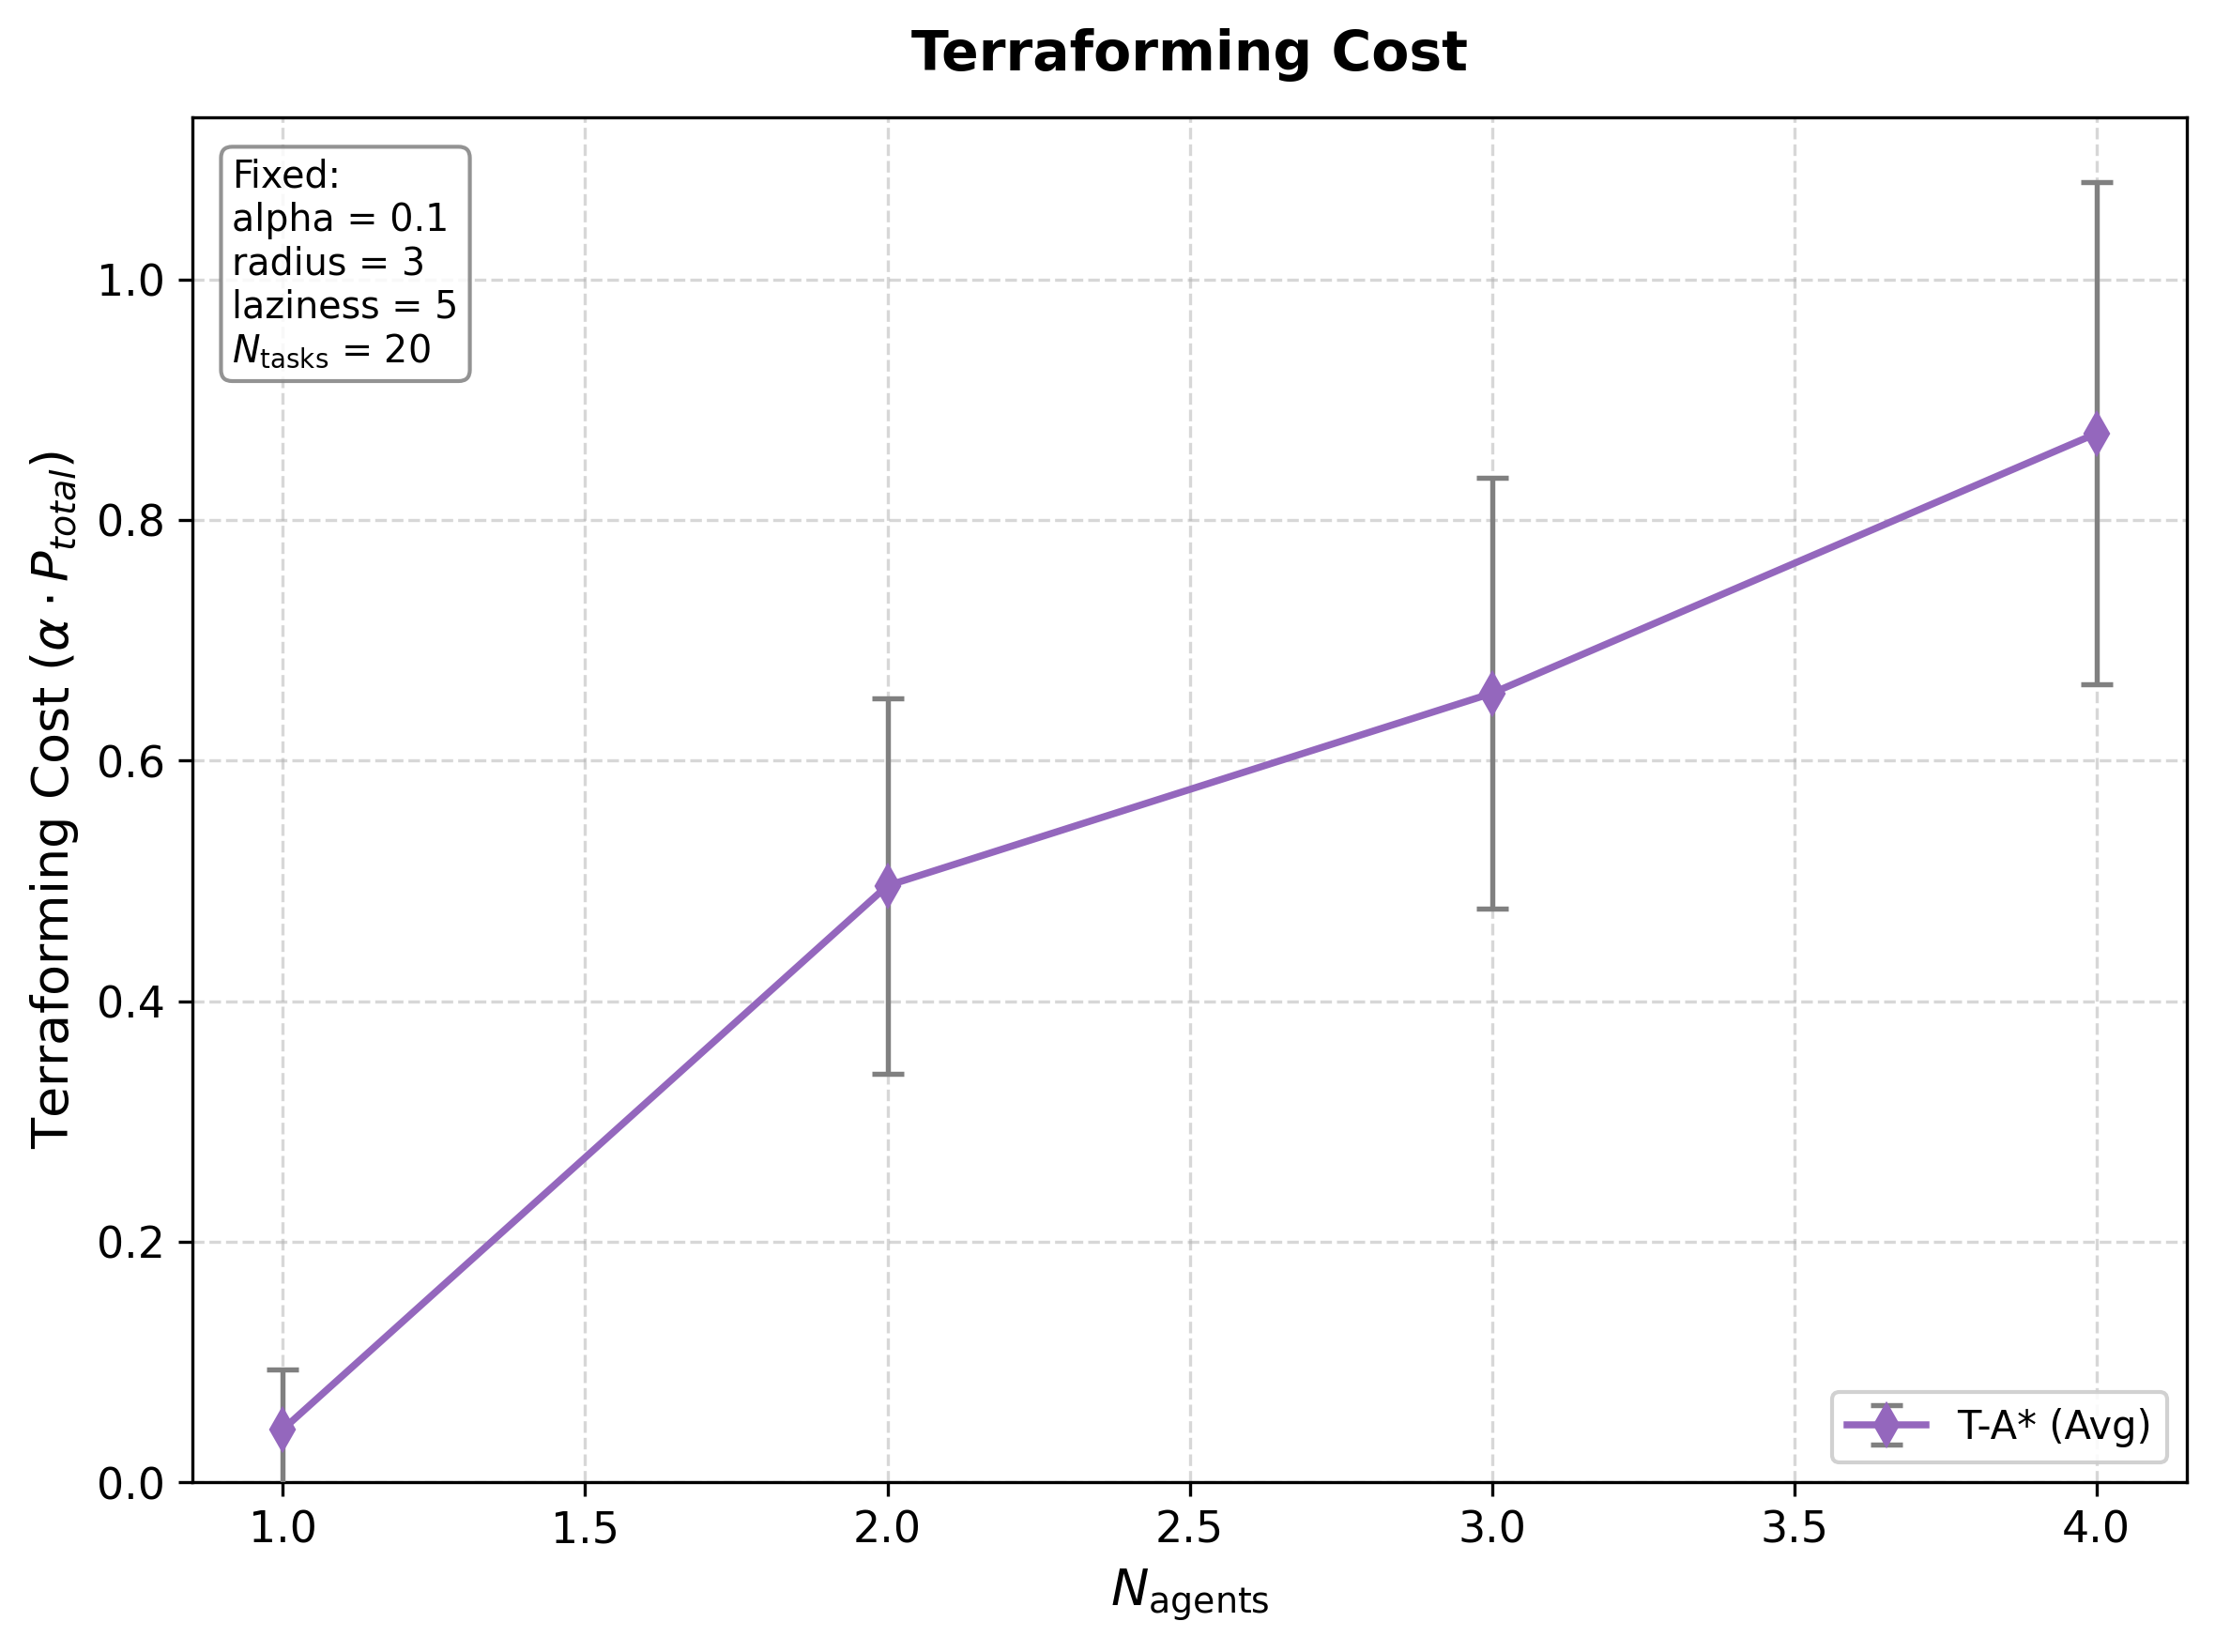 Terraforming Cost
Fixed:
alpha = 0.1
radius = 3
laziness = 5
N_tasks = 20
Terraforming Cost (α · P_total)
1.0
0.8
0.6
0.4
0.2
0.0
1.0 1.5 2.0 2.5 3.0 3.5 4.0
N_agents
T-A* (Avg)